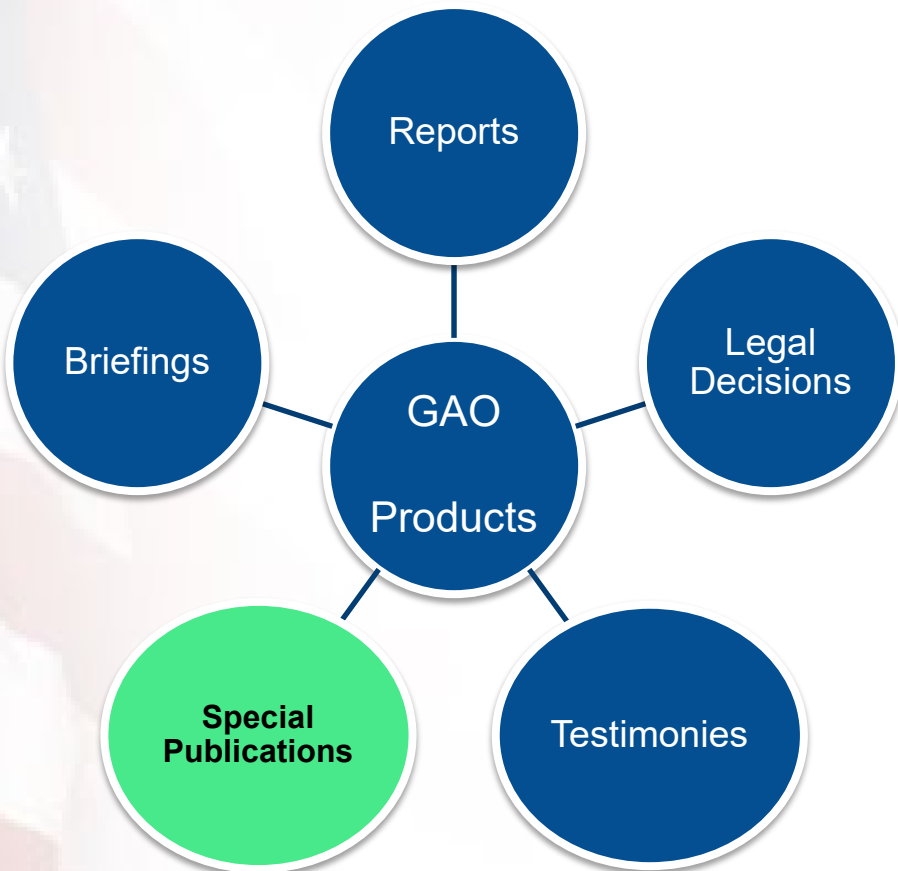 Reports
Legal
Decisions
Briefings
GAO
Products
Special
Publications
Testimonies